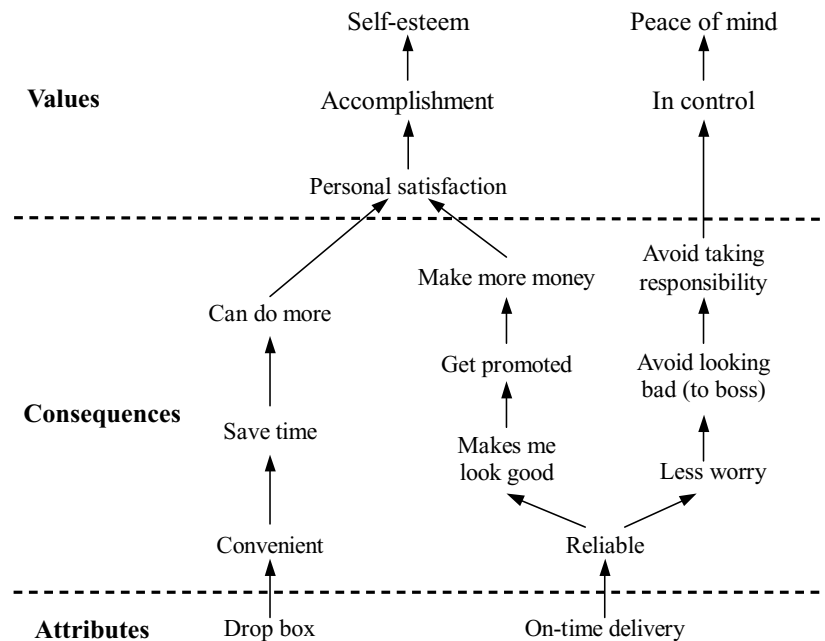 Self-esteem
Peace of mind
Values
Accomplishment
In control
Personal satisfaction
Avoid taking
responsibility
Make more money
Can do more
Get promoted
Avoid looking
bad (to boss)
Consequences
Save time
Makes me
look good
Less worry
Convenient
Reliable
Attributes
Drop box
On-time delivery